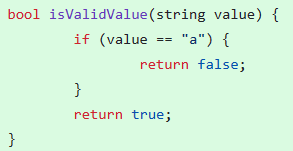 bool isValidValue(string value) {
        if (value == "a") {
                return false;
        }
        return true;
}